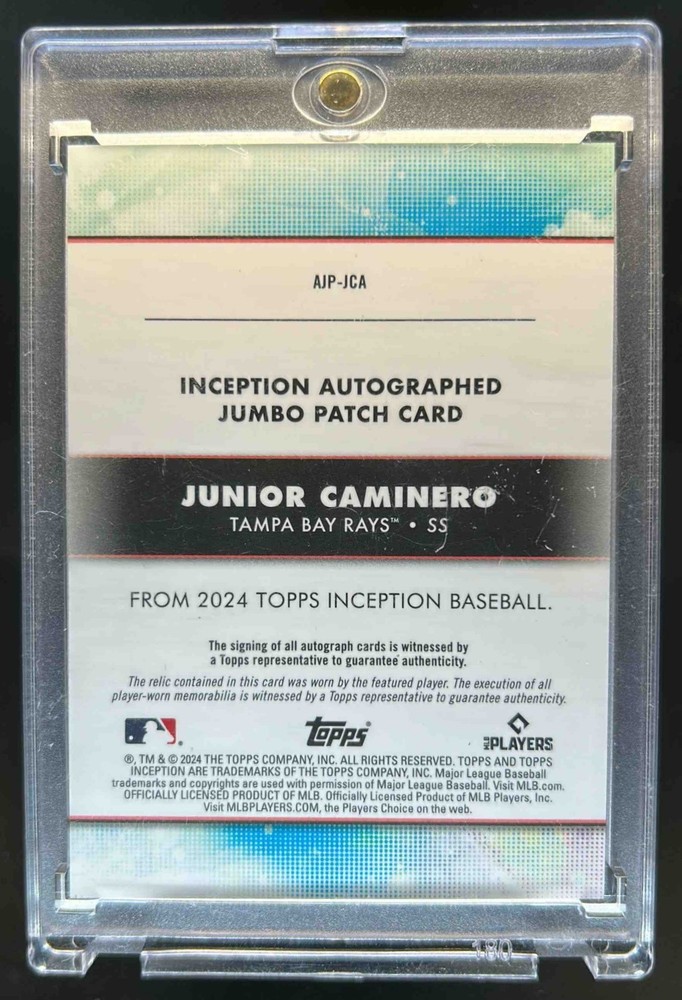 AJP-JCA
INCEPTION AUTOGRAPHED
JUMBO PATCH CARD
JUNIOR CAMINERO
TAMPA BAY RAYS™ • SS
FROM 2024 TOPPS INCEPTION BASEBALL.
The signing of all autograph cards is witnessed by
a Topps representative to guarantee authenticity.
The relic contained in this card was worn by the featured player. The execution of all
player-worn memorabilia is witnessed by a Topps representative to guarantee authenticity.
® topps MLB PLAYERS
®, TM & © 2024 THE TOPPS COMPANY, INC. ALL RIGHTS RESERVED. TOPPS AND TOPPS
INCEPTION ARE TRADEMARKS OF THE TOPPS COMPANY, INC. Major League Baseball
trademarks and copyrights are used with permission of Major League Baseball. Visit MLB.com.
OFFICIALLY LICENSED PRODUCT OF MLB. Officially Licensed Product of MLB Players, Inc.
Visit MLBPLAYERS.COM, the Players Choice on the web.
180